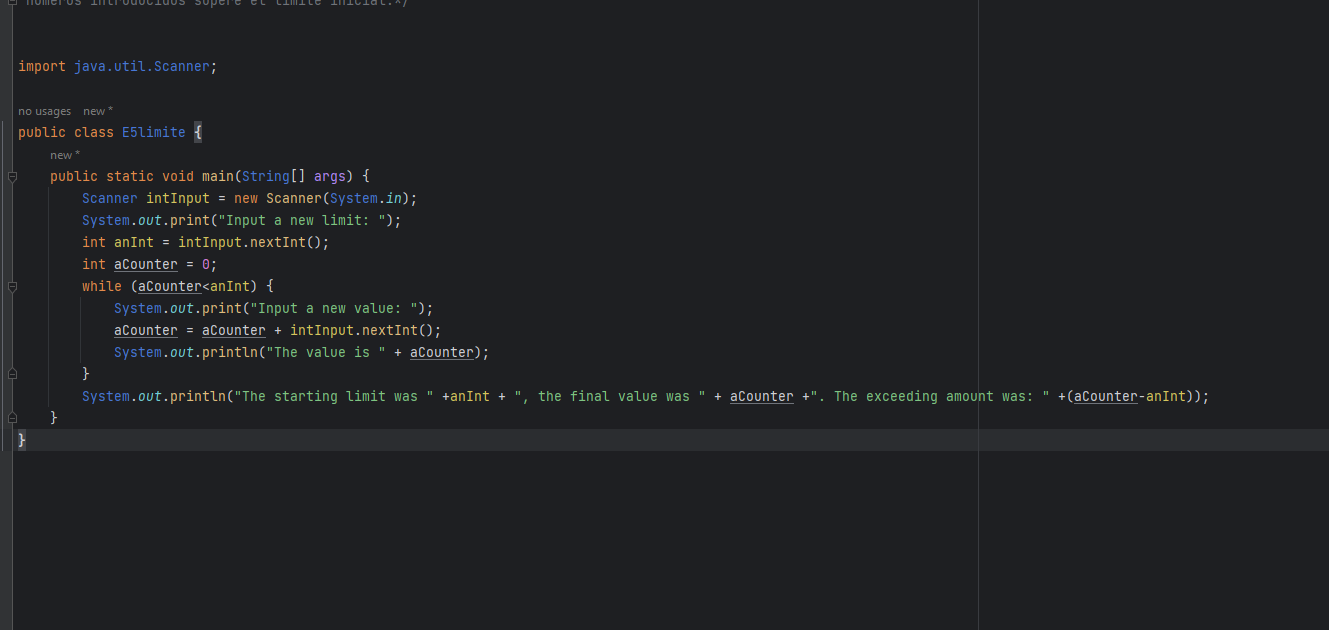 números introducidos supere el límite inicial.*/
import java.util.Scanner;
no usages new *
public class E5limite {
new *
public static void main(String[] args) {
Scanner intInput = new Scanner(System.in);
System.out.print("Input a new limit: ");
int anInt = intInput.nextInt();
int aCounter = 0;
while (aCounter<anInt) {
System.out.print("Input a new value: ");
aCounter = aCounter + intInput.nextInt();
System.out.println("The value is " + aCounter);
}
System.out.println("The starting limit was " +anInt + ", the final value was " + aCounter +". The exceeding amount was: " +(aCounter-anInt));
}
}